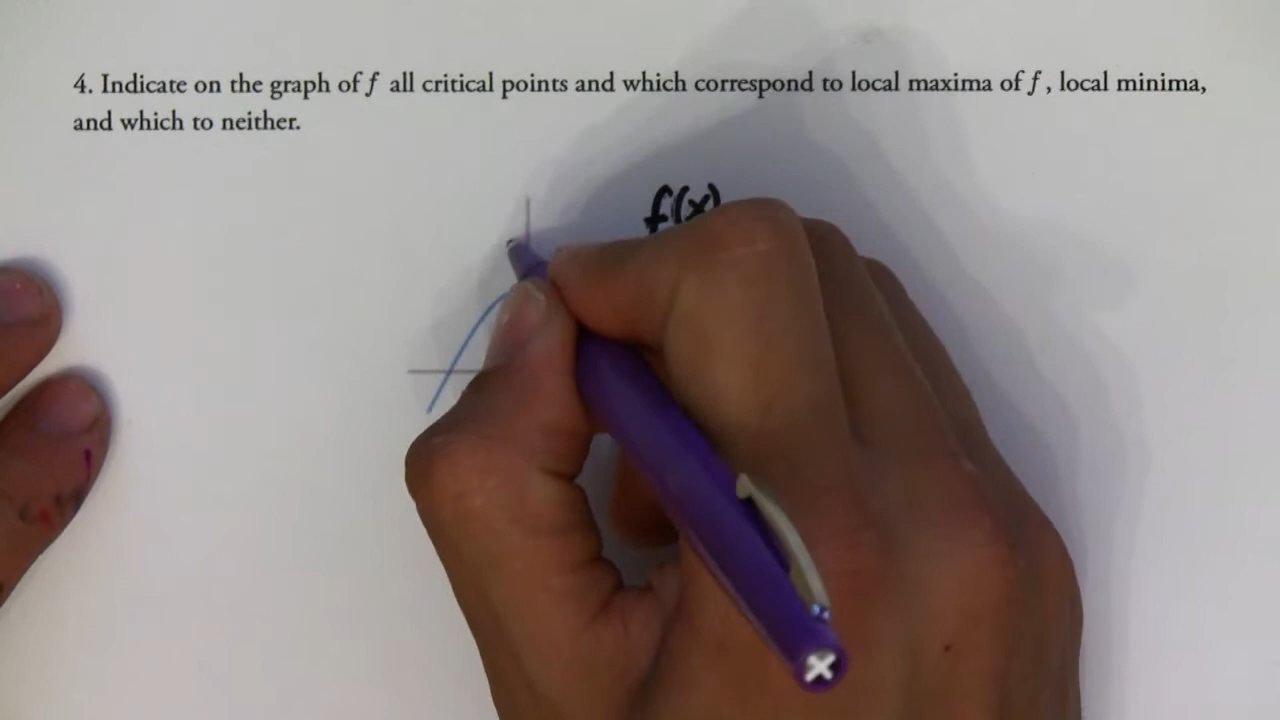 4. Indicate on the graph of f all critical points and which correspond to local maxima of f, local minima,
and which to neither.
f(x)